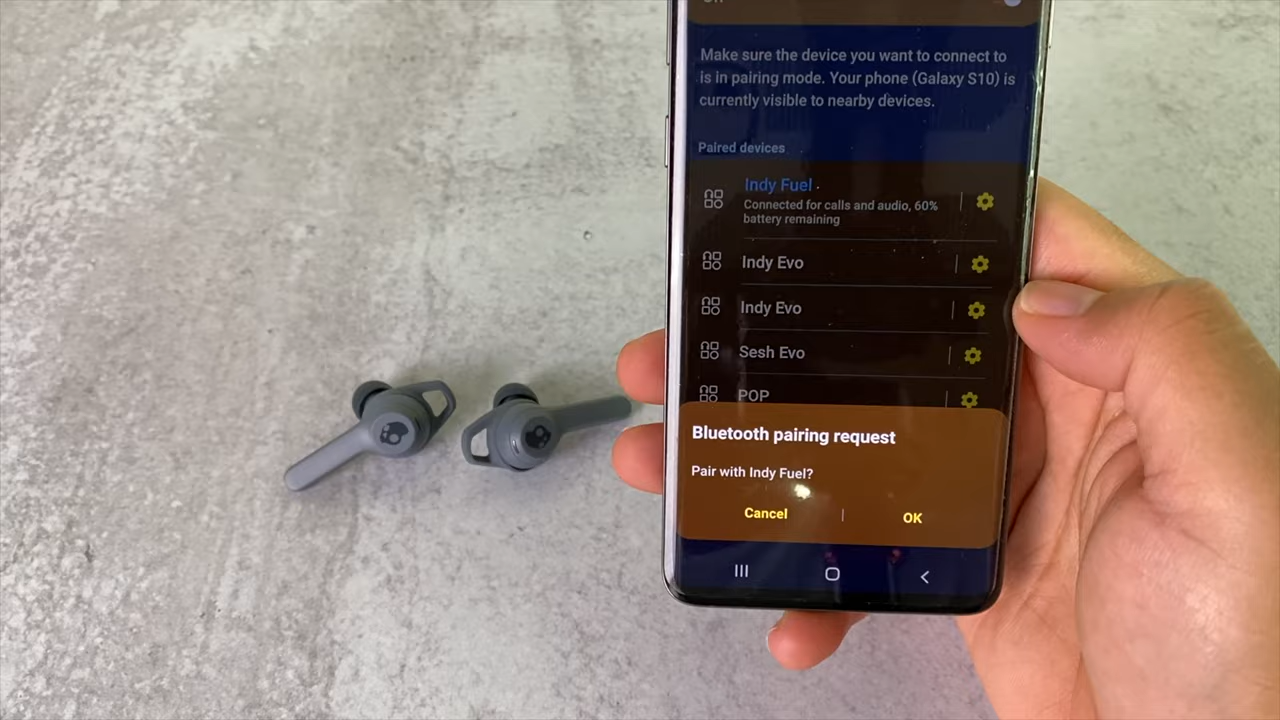 Make sure the device you want to connect to
is in pairing mode. Your phone (Galaxy S10) is
currently visible to nearby devices.
Paired devices
Indy Fuel
Connected for calls and audio, 60%
battery remaining
Indy Evo
Indy Evo
Sesh Evo
POP
Bluetooth pairing request
Pair with Indy Fuel?
Cancel
OK